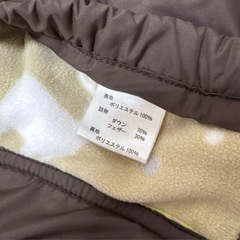 表地
ポリエステル 100%
詰物
ダウン 70%
フェザー 30%
裏地
ポリエステル 100%